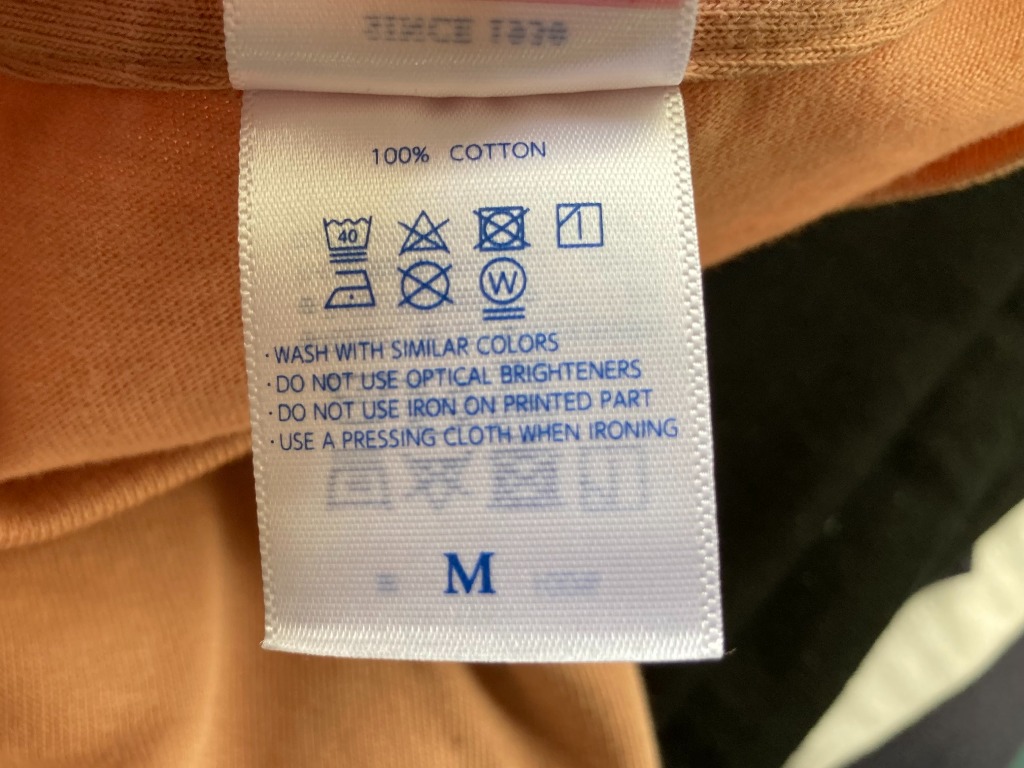 100% COTTON
40
W
· WASH WITH SIMILAR COLORS
· DO NOT USE OPTICAL BRIGHTENERS
· DO NOT USE IRON ON PRINTED PART
· USE A PRESSING CLOTH WHEN IRONING
M